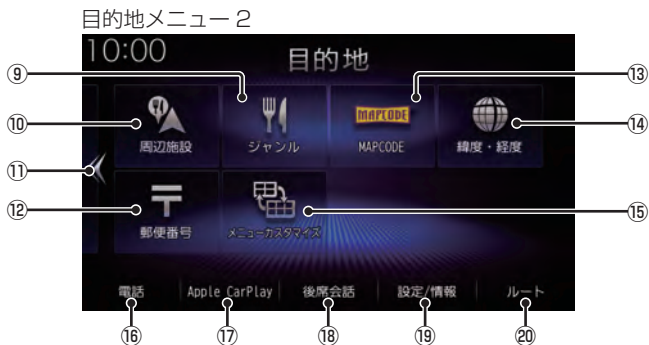 目的地メニュー 2
10:00 目的地
⑨ ⑬
⑩ ⑭
MAPCODE
周辺施設 ジャンル MAPCODE 緯度・経度
⑪
⑫ ⑮
郵便番号 メニューカスタマイズ
電話 Apple CarPlay 後席会話 設定/情報 ルート
⑯ ⑰ ⑱ ⑲ ⑳